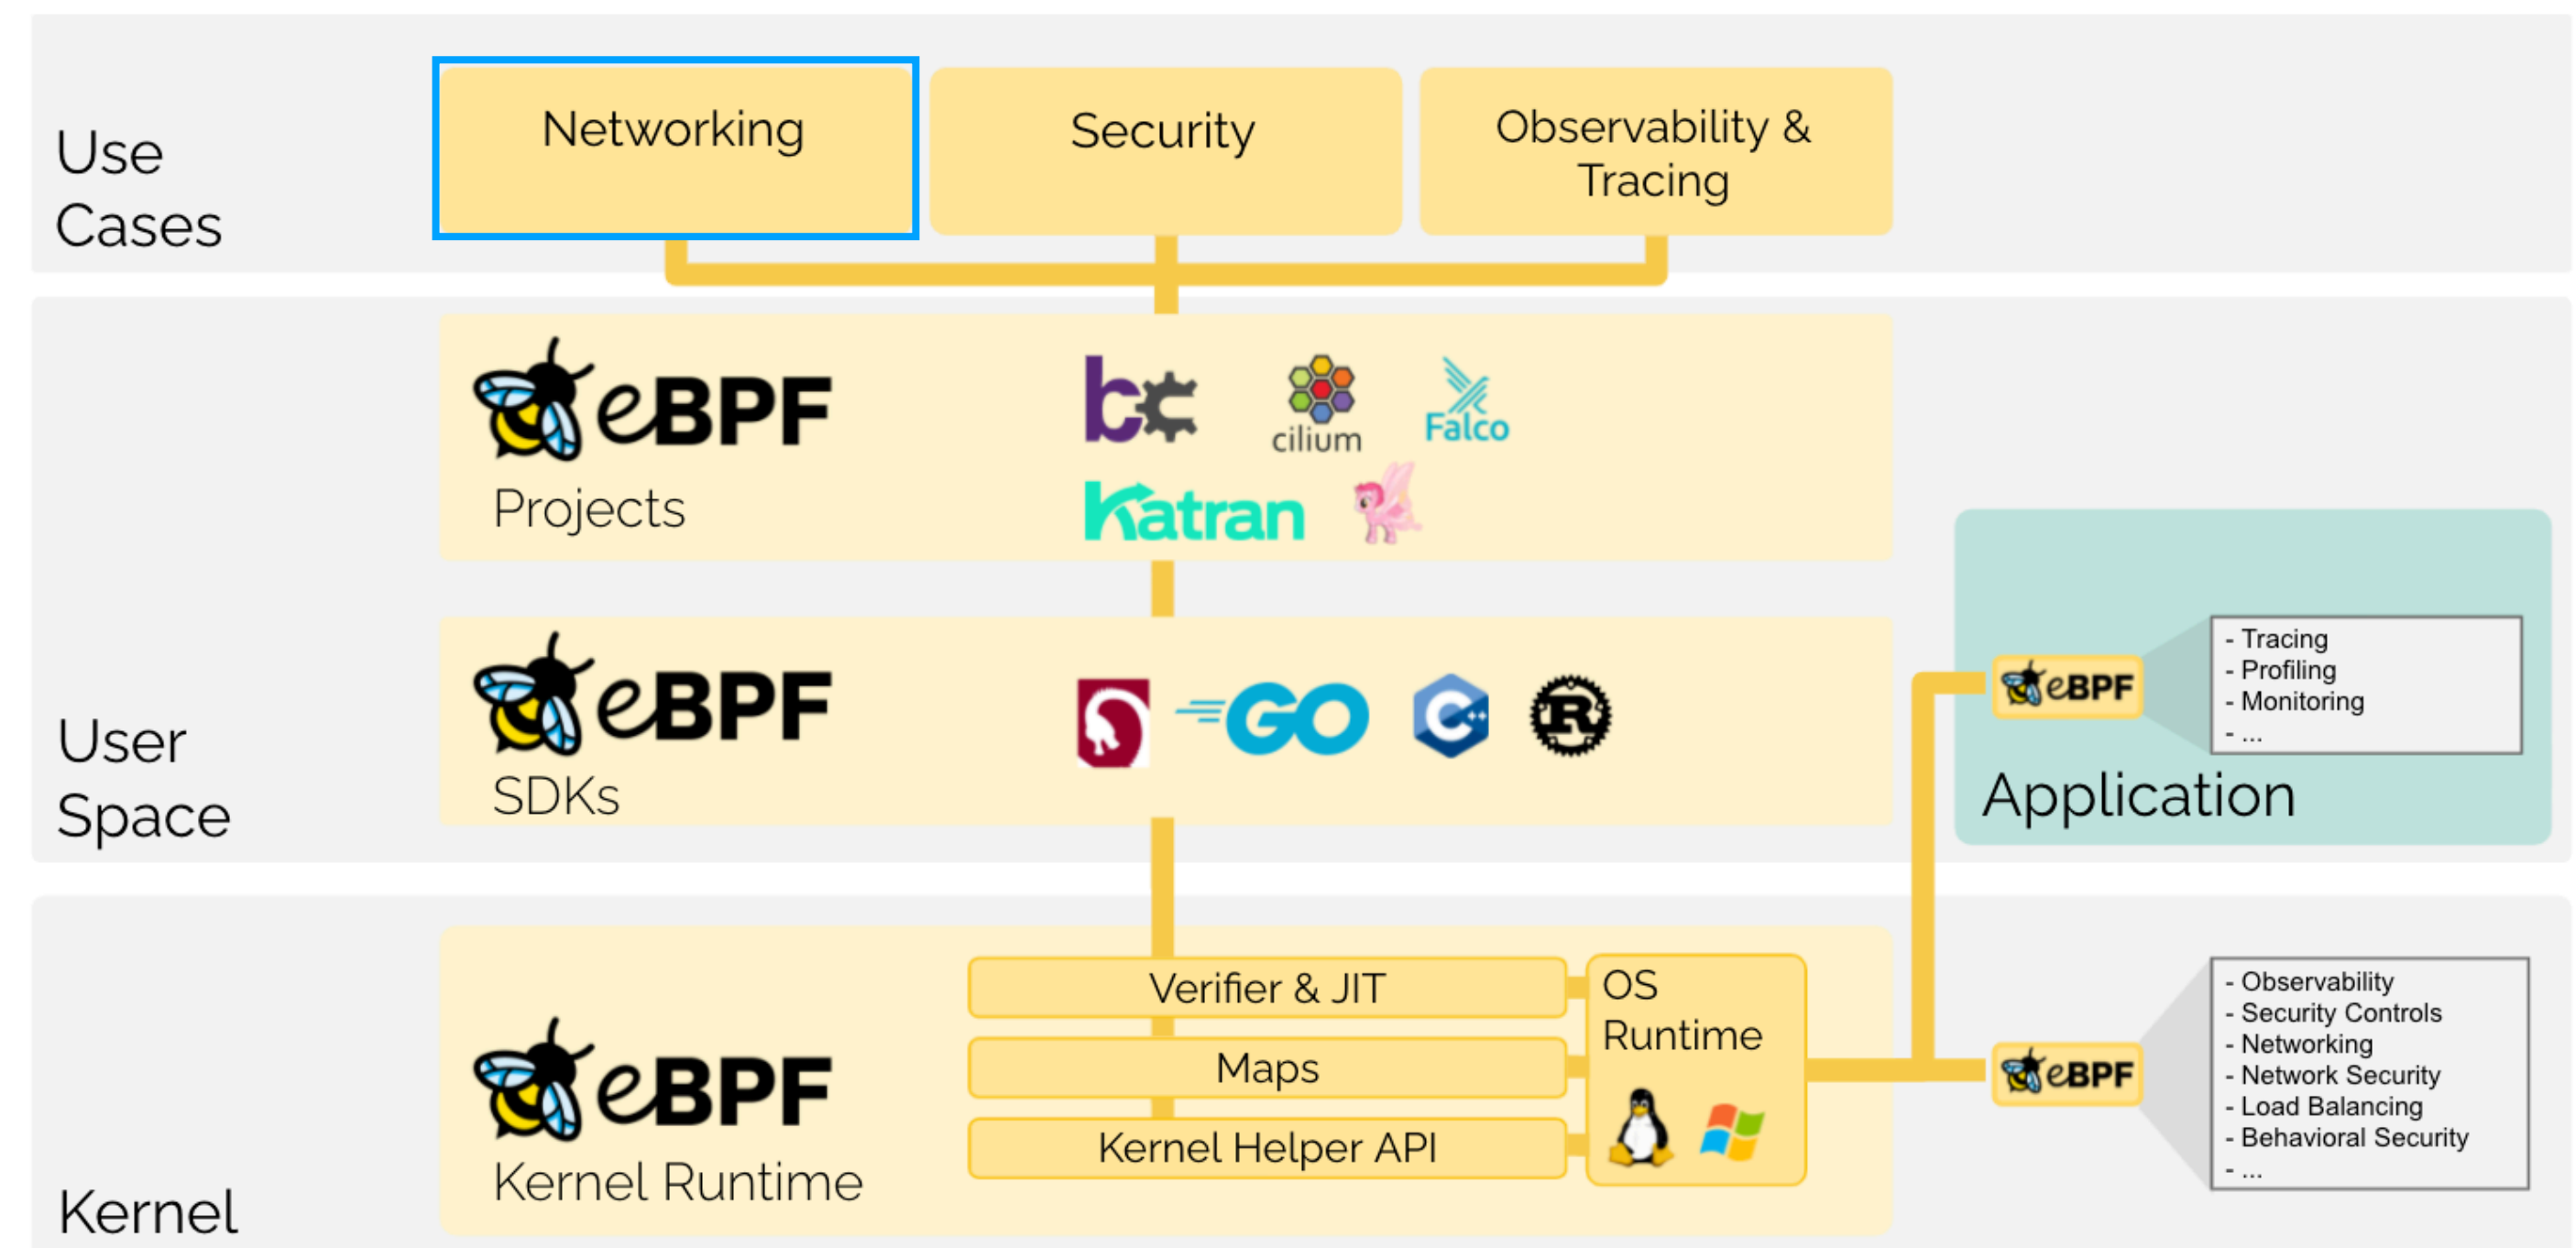 Use
Cases
Networking
Security
Observability &
Tracing
User
Space
eBPF
Projects
bc
cilium
Falco
Katran
eBPF
SDKs
GO
C++
R
eBPF
- Tracing
- Profiling
- Monitoring
- ...
Application
Kernel
eBPF
Kernel Runtime
Verifier & JIT
Maps
Kernel Helper API
OS
Runtime
eBPF
- Observability
- Security Controls
- Networking
- Network Security
- Load Balancing
- Behavioral Security
- ...